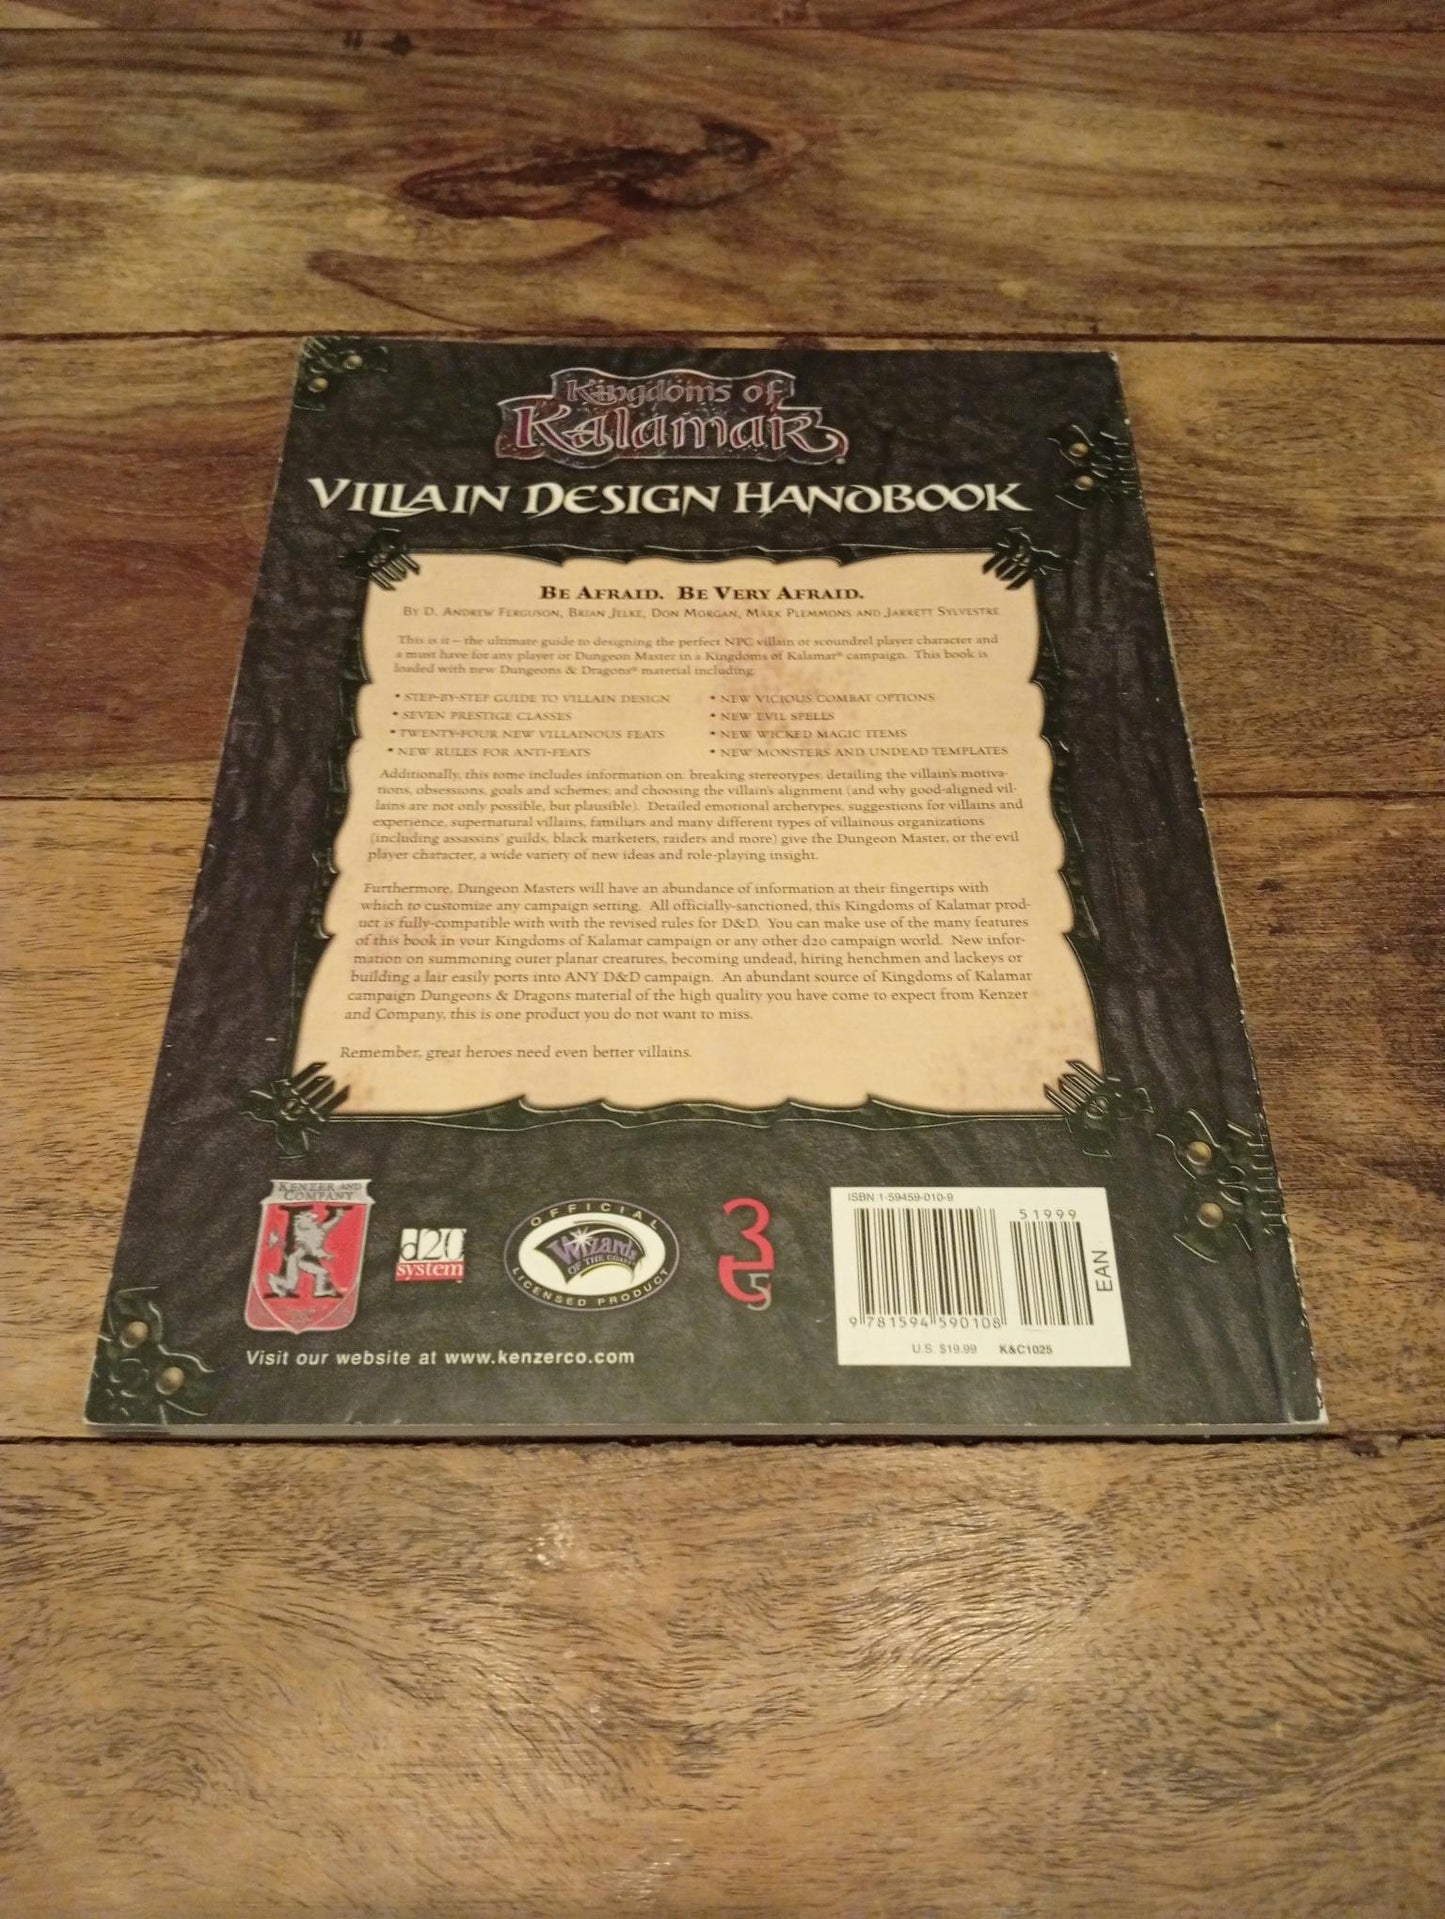 Kingdoms of
Kalamar®
Villain Design Handbook
Be Afraid. Be Very Afraid.
By D. Andrew Ferguson, Brian Jelke, Don Morgan, Mark Plemmons and Jarrett Sylvestre
This is it – the ultimate guide to designing the perfect NPC villain or scoundrel player character and
a must have for any player or Dungeon Master in a Kingdoms of Kalamar® campaign. This book is
loaded with new Dungeons & Dragons® material including
• Step-by-step guide to villain design
• Seven prestige classes
• Twenty-four new villainous feats
• New rules for anti-feats
• New vicious combat options
• New evil spells
• New wicked magic items
• New monsters and undead templates
Additionally, this tome includes information on: breaking stereotypes; detailing the villain's motiva-
tions, obsessions, goals and schemes; and choosing the villain's alignment (and why good-aligned vil-
lains are not only possible, but plausible). Detailed emotional archetypes, suggestions for villains and
experience, supernatural villains, familiars and many different types of villainous organizations
(including assassins' guilds, black marketers, raiders and more) give the Dungeon Master, or the evil
player character, a wide variety of new ideas and role-playing insight.
Furthermore, Dungeon Masters will have an abundance of information at their fingertips with
which to customize any campaign setting. All officially-sanctioned, this Kingdoms of Kalamar prod-
uct is fully-compatible with with the revised rules for D&D. You can make use of the many features
of this book in your Kingdoms of Kalamar campaign or any other d20 campaign world. New infor-
mation on summoning outer planar creatures, becoming undead, hiring henchmen and lackeys or
building a lair easily ports into ANY D&D campaign. An abundant source of Kingdoms of Kalamar
campaign Dungeons & Dragons material of the high quality you have come to expect from Kenzer
and Company, this is one product you do not want to miss.
Remember, great heroes need even better villains.
Kenzer and
Company
K
d20
system™
OFFICIAL
Wizards
OF THE COAST
LICENSED PRODUCT
3.5
Visit our website at www.kenzerco.com
ISBN 1-59459-010-9
51999
EAN
9 781594 590108
U.S. $19.99 K&C1025